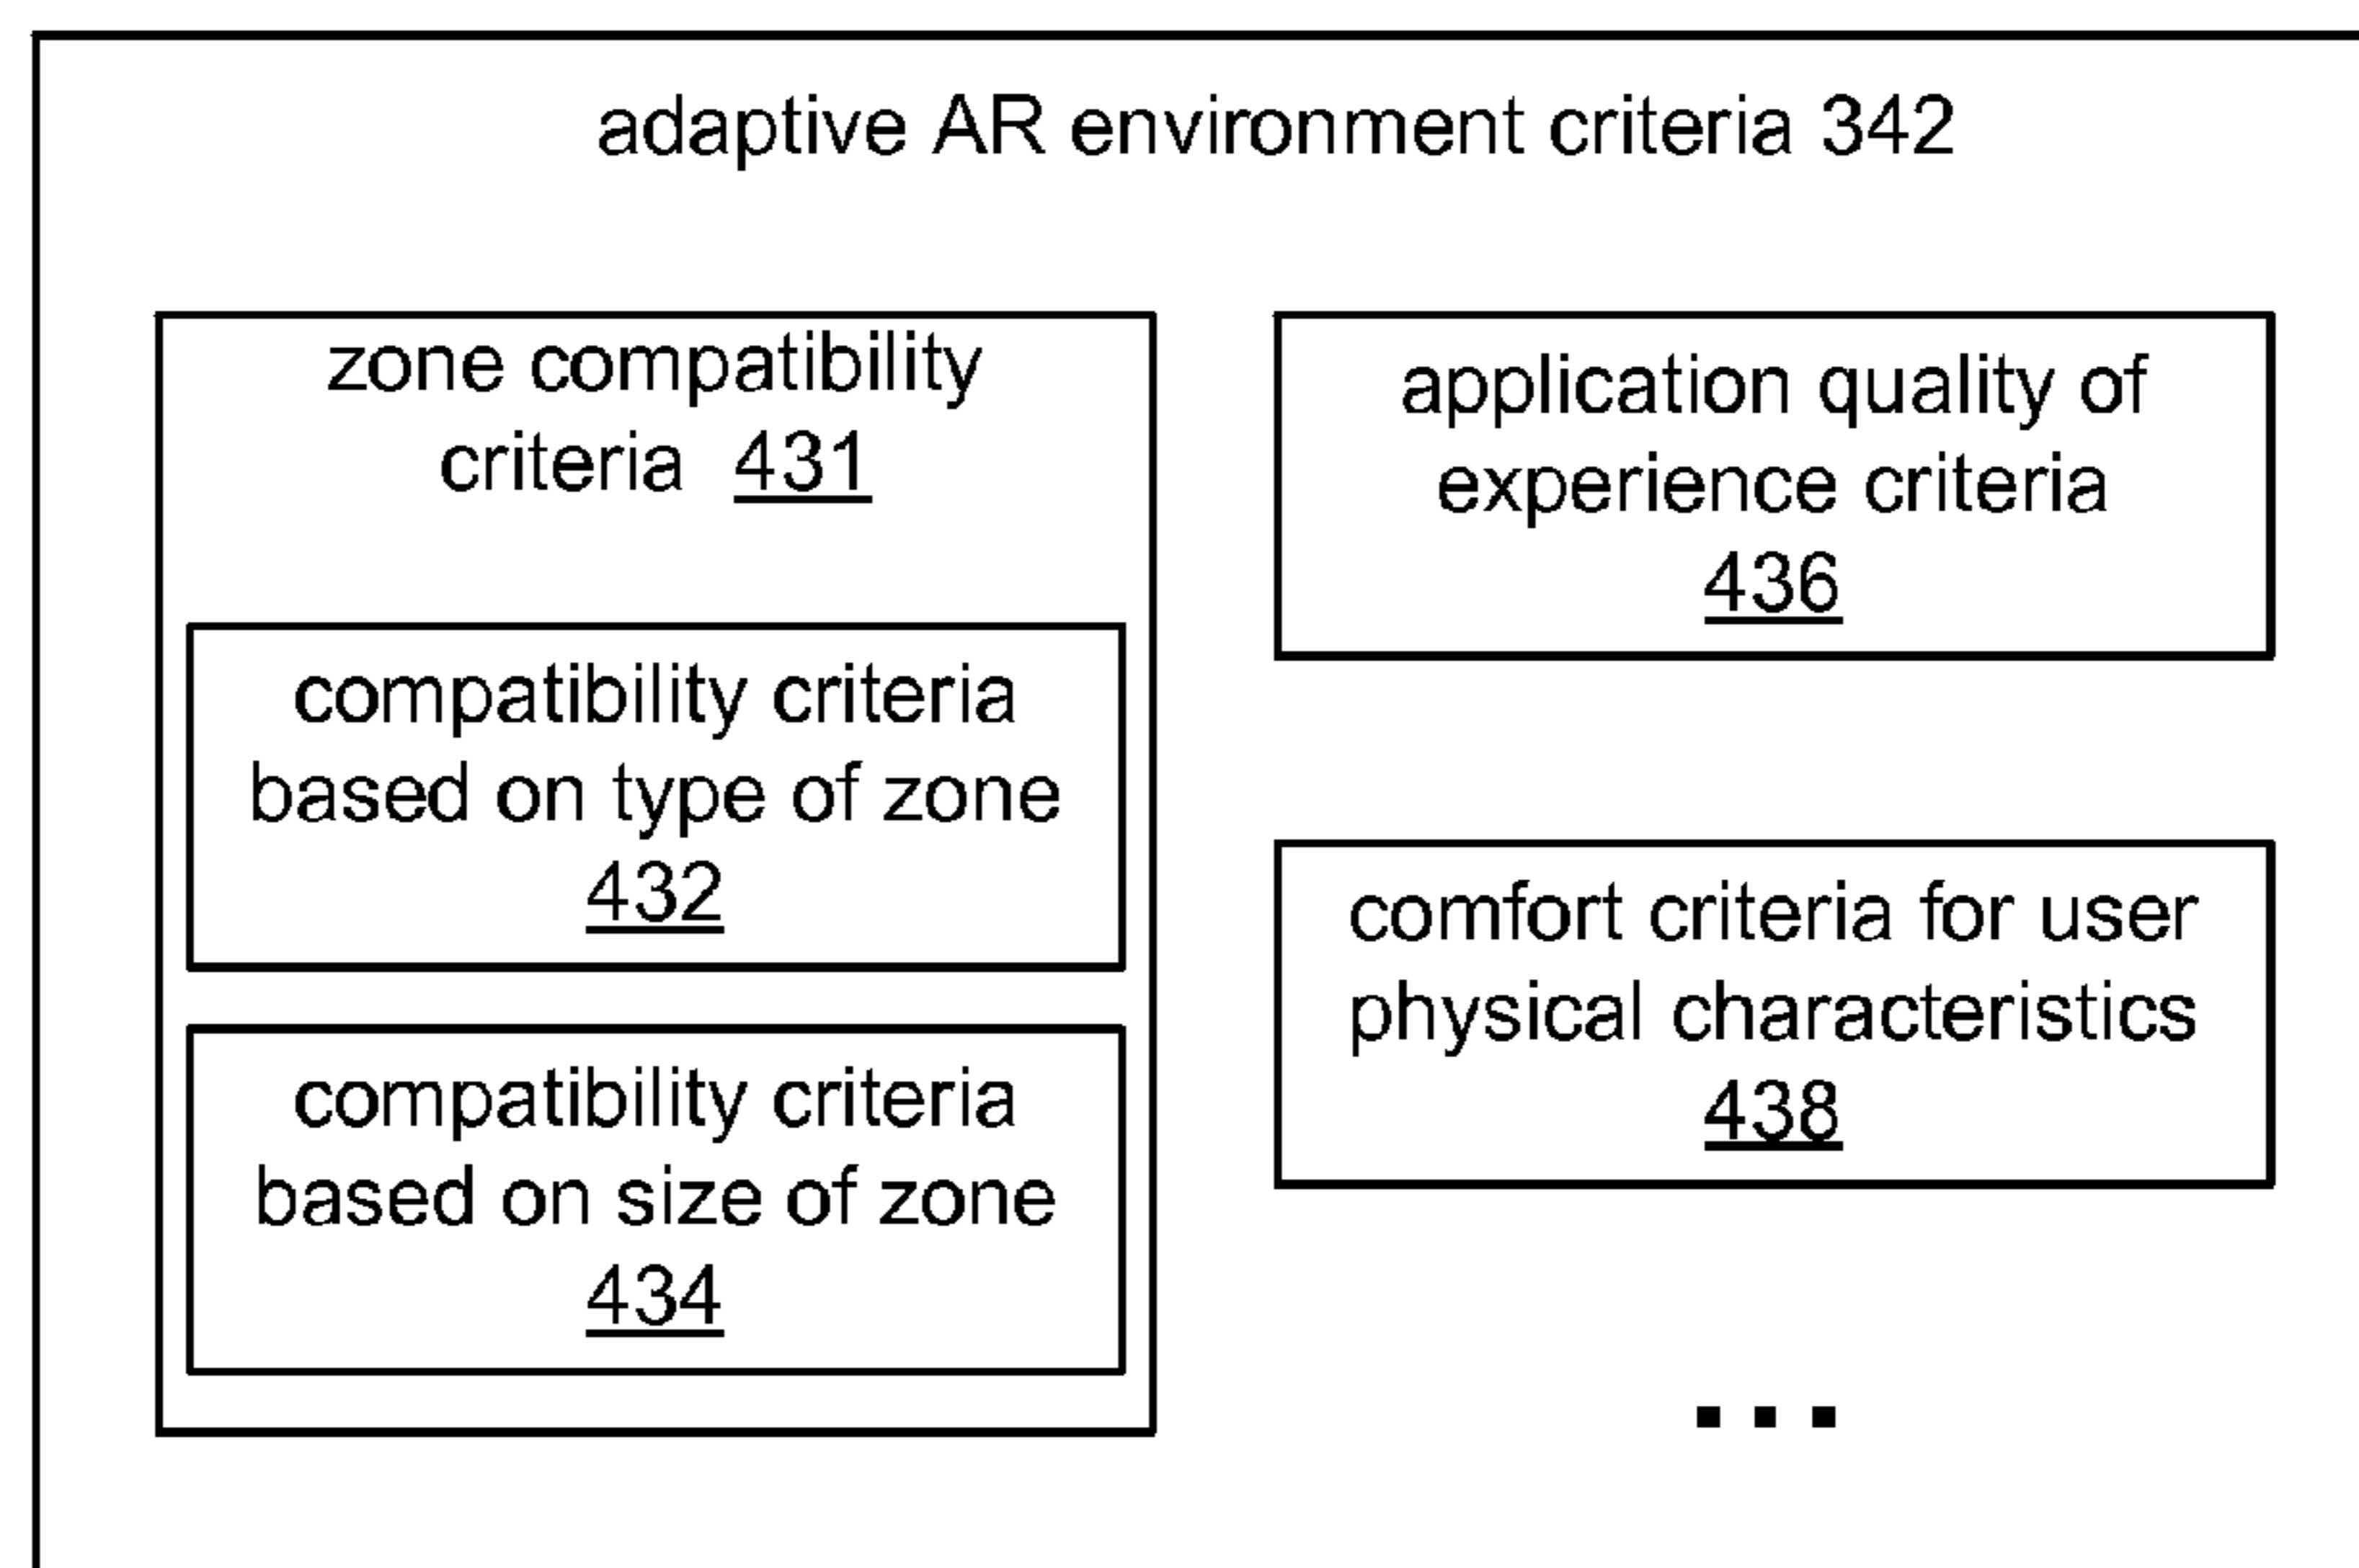 adaptive AR environment criteria 342
zone compatibility
criteria 431
compatibility criteria
based on type of zone
432
compatibility criteria
based on size of zone
434
application quality of
experience criteria
436
comfort criteria for user
physical characteristics
438
...